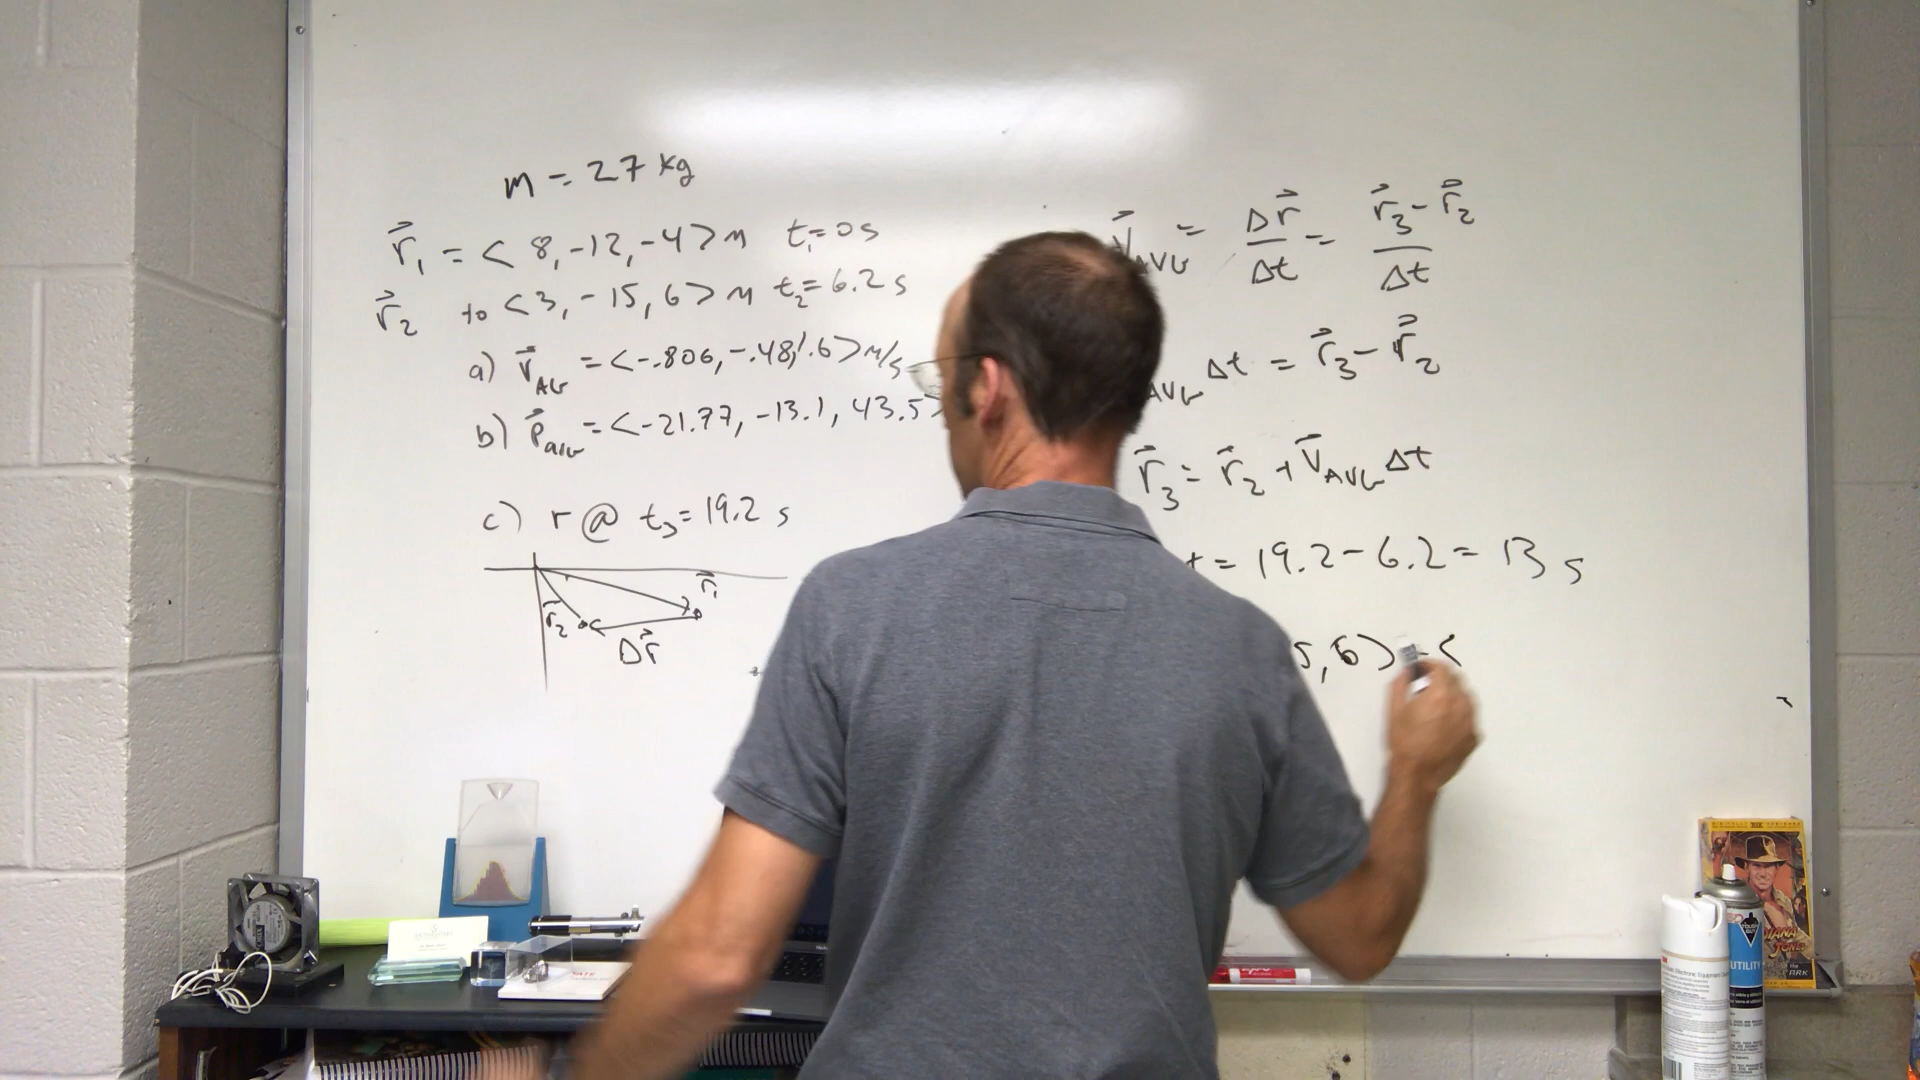 m = 27 kg
r⃗₁ = < 8, -12, -4 > m t₁ = 0 s
r⃗₂ to < 3, -15, 6 > m t₂ = 6.2 s
a) v⃗AVG = < -.806, -.48, 1.6 > m/s
b) p⃗avg = < -21.77, -13.1, 43.5 >
c) r @ t₃ = 19.2 s
r⃗₁
r⃗₂
Δr⃗
v⃗AVG = Δr⃗/Δt = (r⃗₃ - r⃗₂)/Δt
AVG Δt = r⃗₃ - r⃗₂
r⃗₃ = r⃗₂ + v⃗AVG Δt
t = 19.2 - 6.2 = 13 s
5, 6 > + <
UTILITY